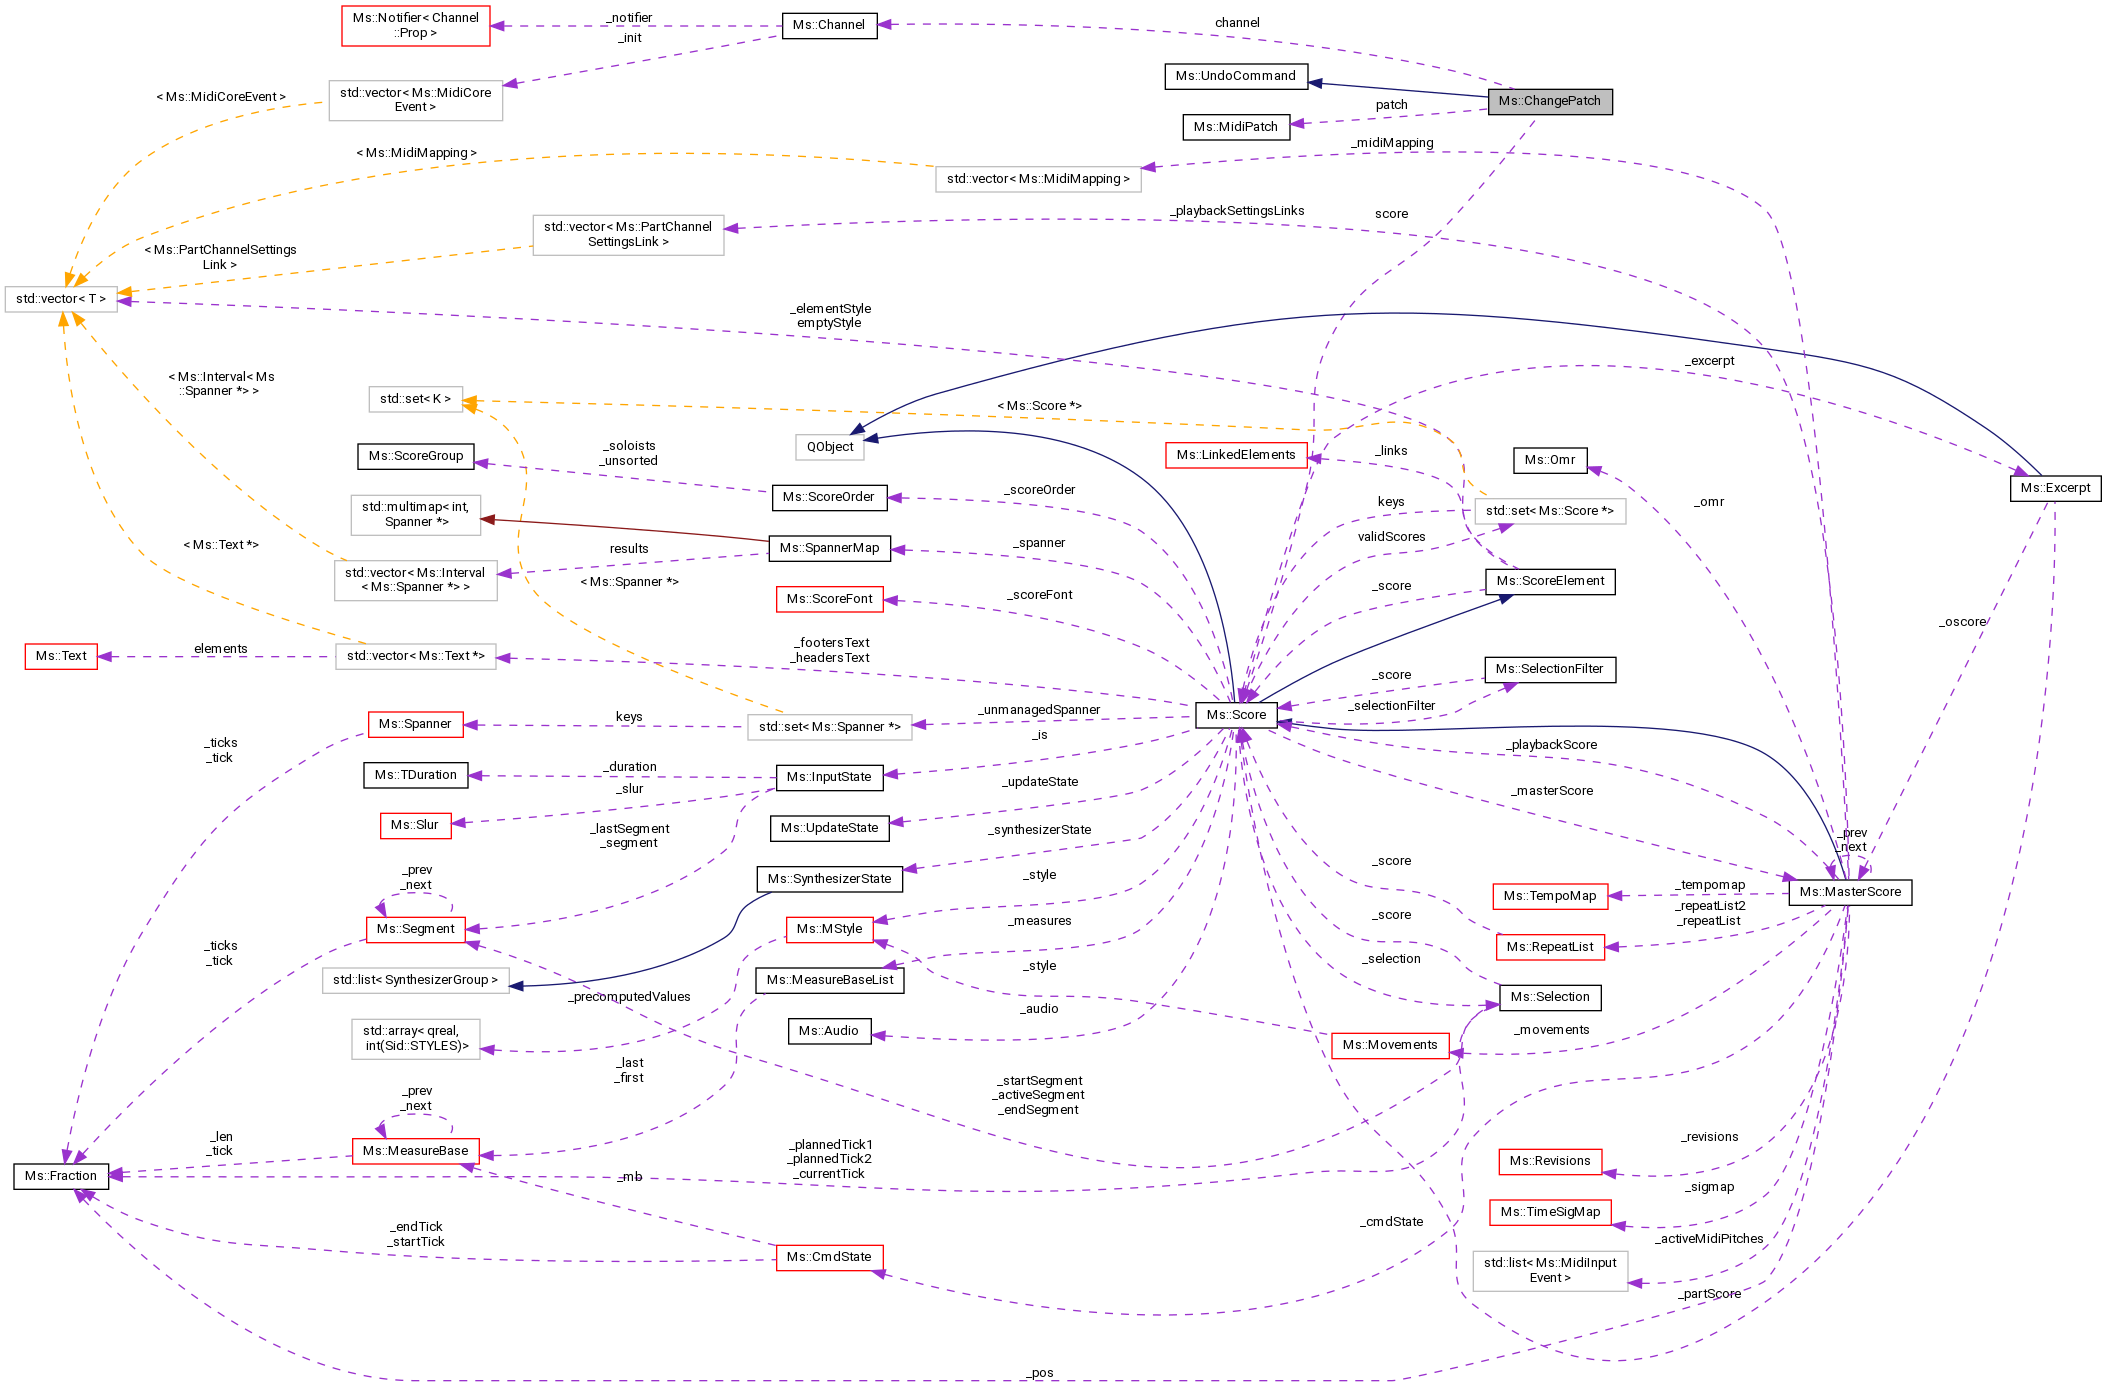 Ms::Notifier< Channel
::Prop >
_notifier
_init
Ms::Channel
channel
std::vector< Ms::MidiCore
Event >
< Ms::MidiCoreEvent >
Ms::UndoCommand
Ms::ChangePatch
patch
Ms::MidiPatch
_midiMapping
< Ms::MidiMapping >
std::vector< Ms::MidiMapping >
_playbackSettingsLinks
score
std::vector< Ms::PartChannel
SettingsLink >
< Ms::PartChannelSettings
Link >
std::vector< T >
_elementStyle
emptyStyle
_excerpt
< Ms::Interval< Ms
::Spanner *> >
std::set< K >
< Ms::Score *>
QObject
Ms::ScoreGroup
_soloists
_unsorted
Ms::LinkedElements
_links
Ms::Omr
Ms::Excerpt
Ms::ScoreOrder
_scoreOrder
keys
std::set< Ms::Score *>
_omr
std::multimap< int,
Spanner *>
Ms::SpannerMap
_spanner
validScores
< Ms::Text *>
results
std::vector< Ms::Interval
< Ms::Spanner *> >
< Ms::Spanner *>
Ms::ScoreElement
_score
Ms::ScoreFont
_scoreFont
_oscore
Ms::Text
elements
std::vector< Ms::Text *>
_footersText
_headersText
Ms::SelectionFilter
_score
_selectionFilter
Ms::Spanner
keys
std::set< Ms::Spanner *>
_unmanagedSpanner
Ms::Score
_is
_ticks
_tick
Ms::TDuration
_duration
_slur
Ms::InputState
_updateState
_playbackScore
_masterScore
Ms::Slur
_lastSegment
_segment
Ms::UpdateState
_synthesizerState
_prev
_next
_prev
_next
Ms::SynthesizerState
_style
_score
Ms::TempoMap
_tempomap
Ms::MasterScore
_repeatList2
_repeatList
Ms::Segment
Ms::MStyle
_measures
_score
Ms::RepeatList
_ticks
_tick
std::list< SynthesizerGroup >
Ms::MeasureBaseList
_style
_selection
_precomputedValues
Ms::Selection
_audio
std::array< qreal,
int(Sid::STYLES)>
Ms::Audio
Ms::Movements
_movements
_last
_first
_startSegment
_activeSegment
_endSegment
_prev
_next
_len
_tick
Ms::MeasureBase
_plannedTick1
_plannedTick2
_currentTick
_revisions
Ms::Revisions
Ms::Fraction
_mb
_sigmap
Ms::TimeSigMap
_endTick
_startTick
_cmdState
_activeMidiPitches
Ms::CmdState
std::list< Ms::MidiInput
Event >
_partScore
_pos